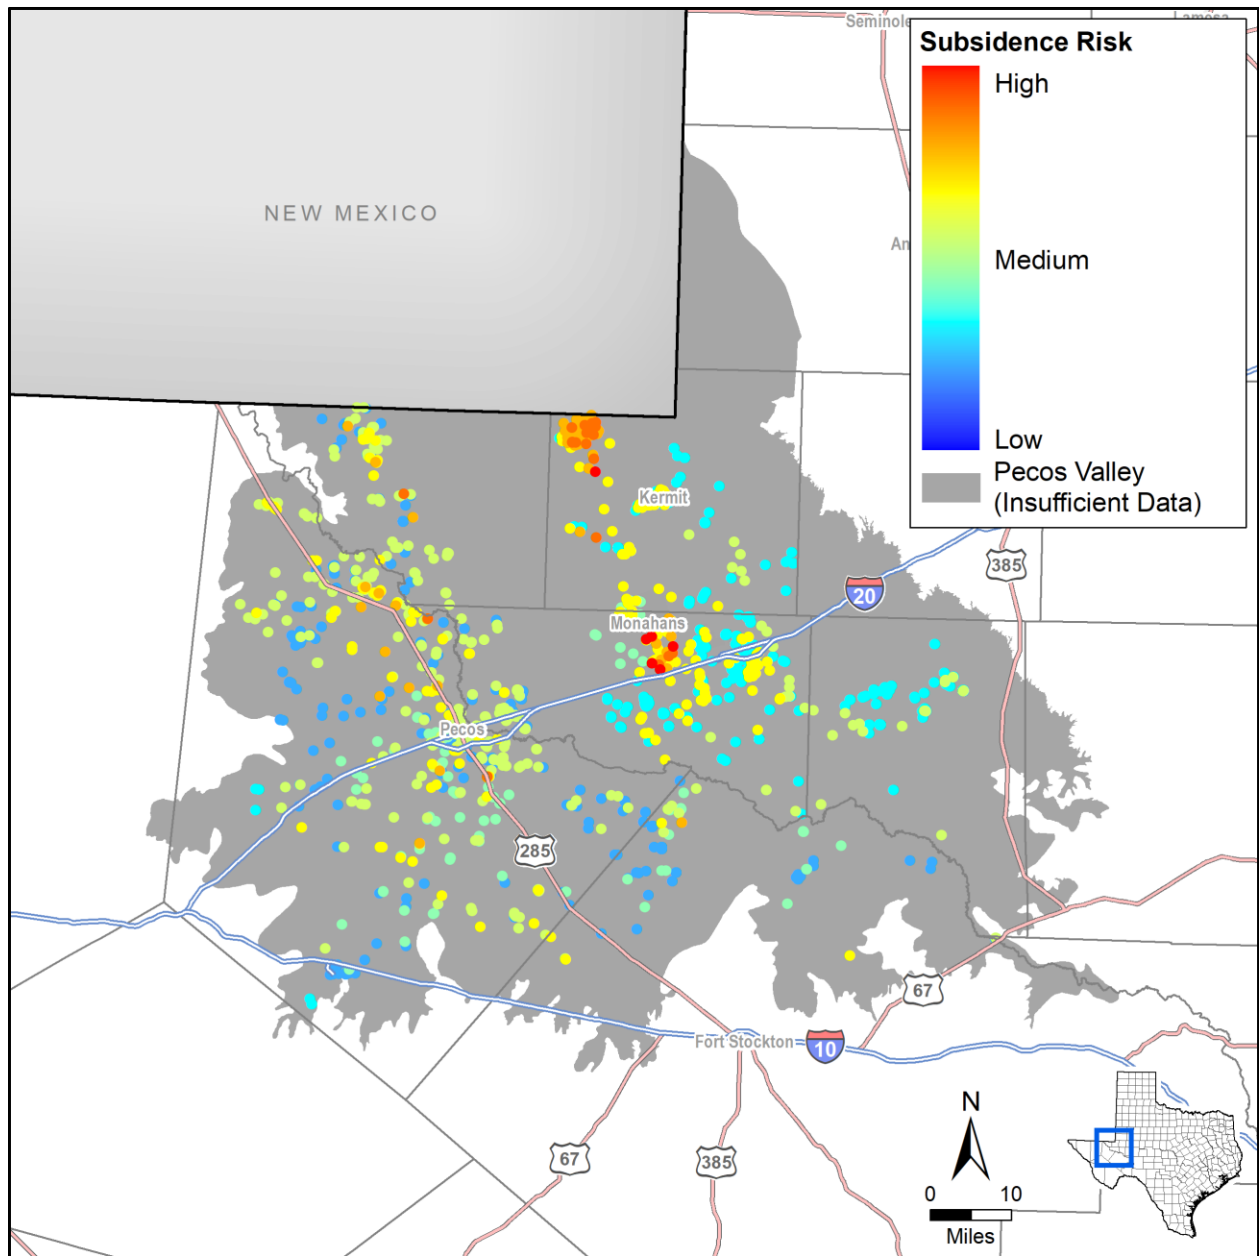 Seminole
Subsidence Risk
High
Medium
Low
Pecos Valley
(Insufficient Data)
NEW MEXICO
An
Kermit
385
20
Monahans
Pecos
285
67
Fort Stockton
10
67
385
N
0 10
Miles